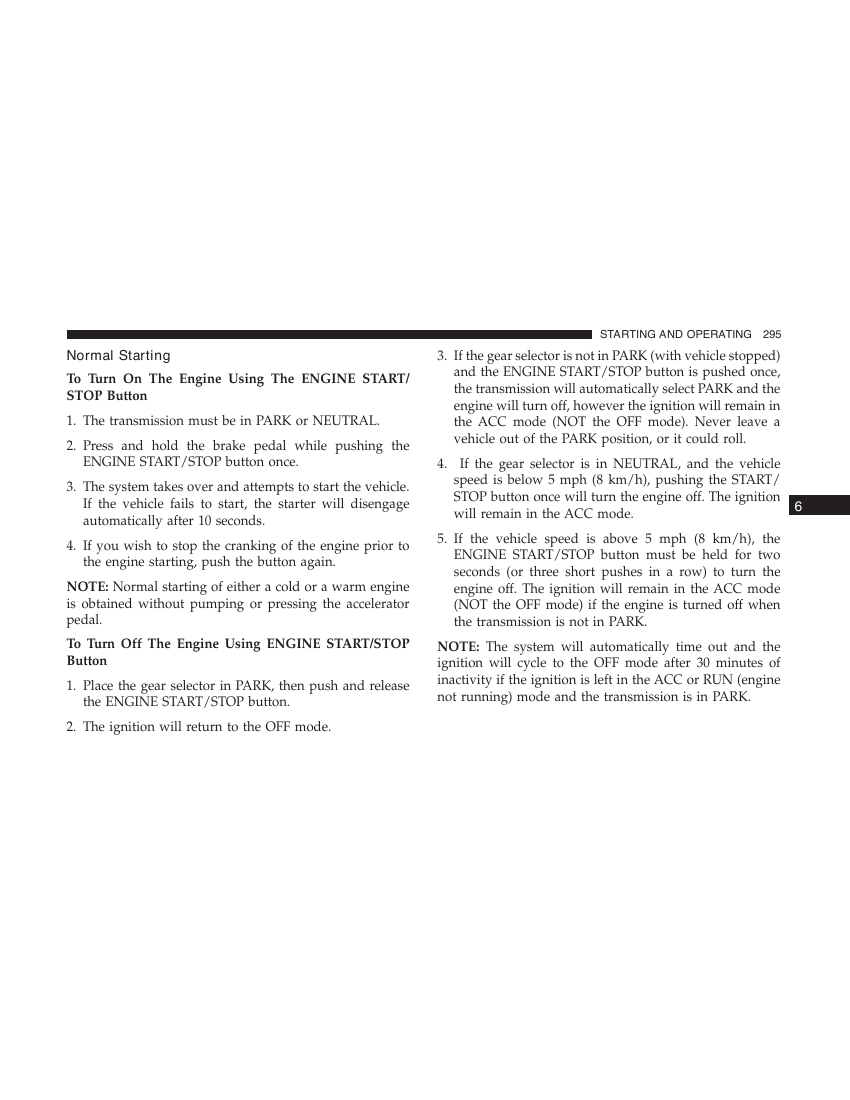 STARTING AND OPERATING 295
Normal Starting
To Turn On The Engine Using The ENGINE START/
STOP Button
1. The transmission must be in PARK or NEUTRAL.
2. Press and hold the brake pedal while pushing the
ENGINE START/STOP button once.
3. The system takes over and attempts to start the vehicle.
If the vehicle fails to start, the starter will disengage
automatically after 10 seconds.
4. If you wish to stop the cranking of the engine prior to
the engine starting, push the button again.
NOTE: Normal starting of either a cold or a warm engine
is obtained without pumping or pressing the accelerator
pedal.
To Turn Off The Engine Using ENGINE START/STOP
Button
1. Place the gear selector in PARK, then push and release
the ENGINE START/STOP button.
2. The ignition will return to the OFF mode.
3. If the gear selector is not in PARK (with vehicle stopped)
and the ENGINE START/STOP button is pushed once,
the transmission will automatically select PARK and the
engine will turn off, however the ignition will remain in
the ACC mode (NOT the OFF mode). Never leave a
vehicle out of the PARK position, or it could roll.
4. If the gear selector is in NEUTRAL, and the vehicle
speed is below 5 mph (8 km/h), pushing the START/
STOP button once will turn the engine off. The ignition
will remain in the ACC mode.
5. If the vehicle speed is above 5 mph (8 km/h), the
ENGINE START/STOP button must be held for two
seconds (or three short pushes in a row) to turn the
engine off. The ignition will remain in the ACC mode
(NOT the OFF mode) if the engine is turned off when
the transmission is not in PARK.
NOTE: The system will automatically time out and the
ignition will cycle to the OFF mode after 30 minutes of
inactivity if the ignition is left in the ACC or RUN (engine
not running) mode and the transmission is in PARK.
6